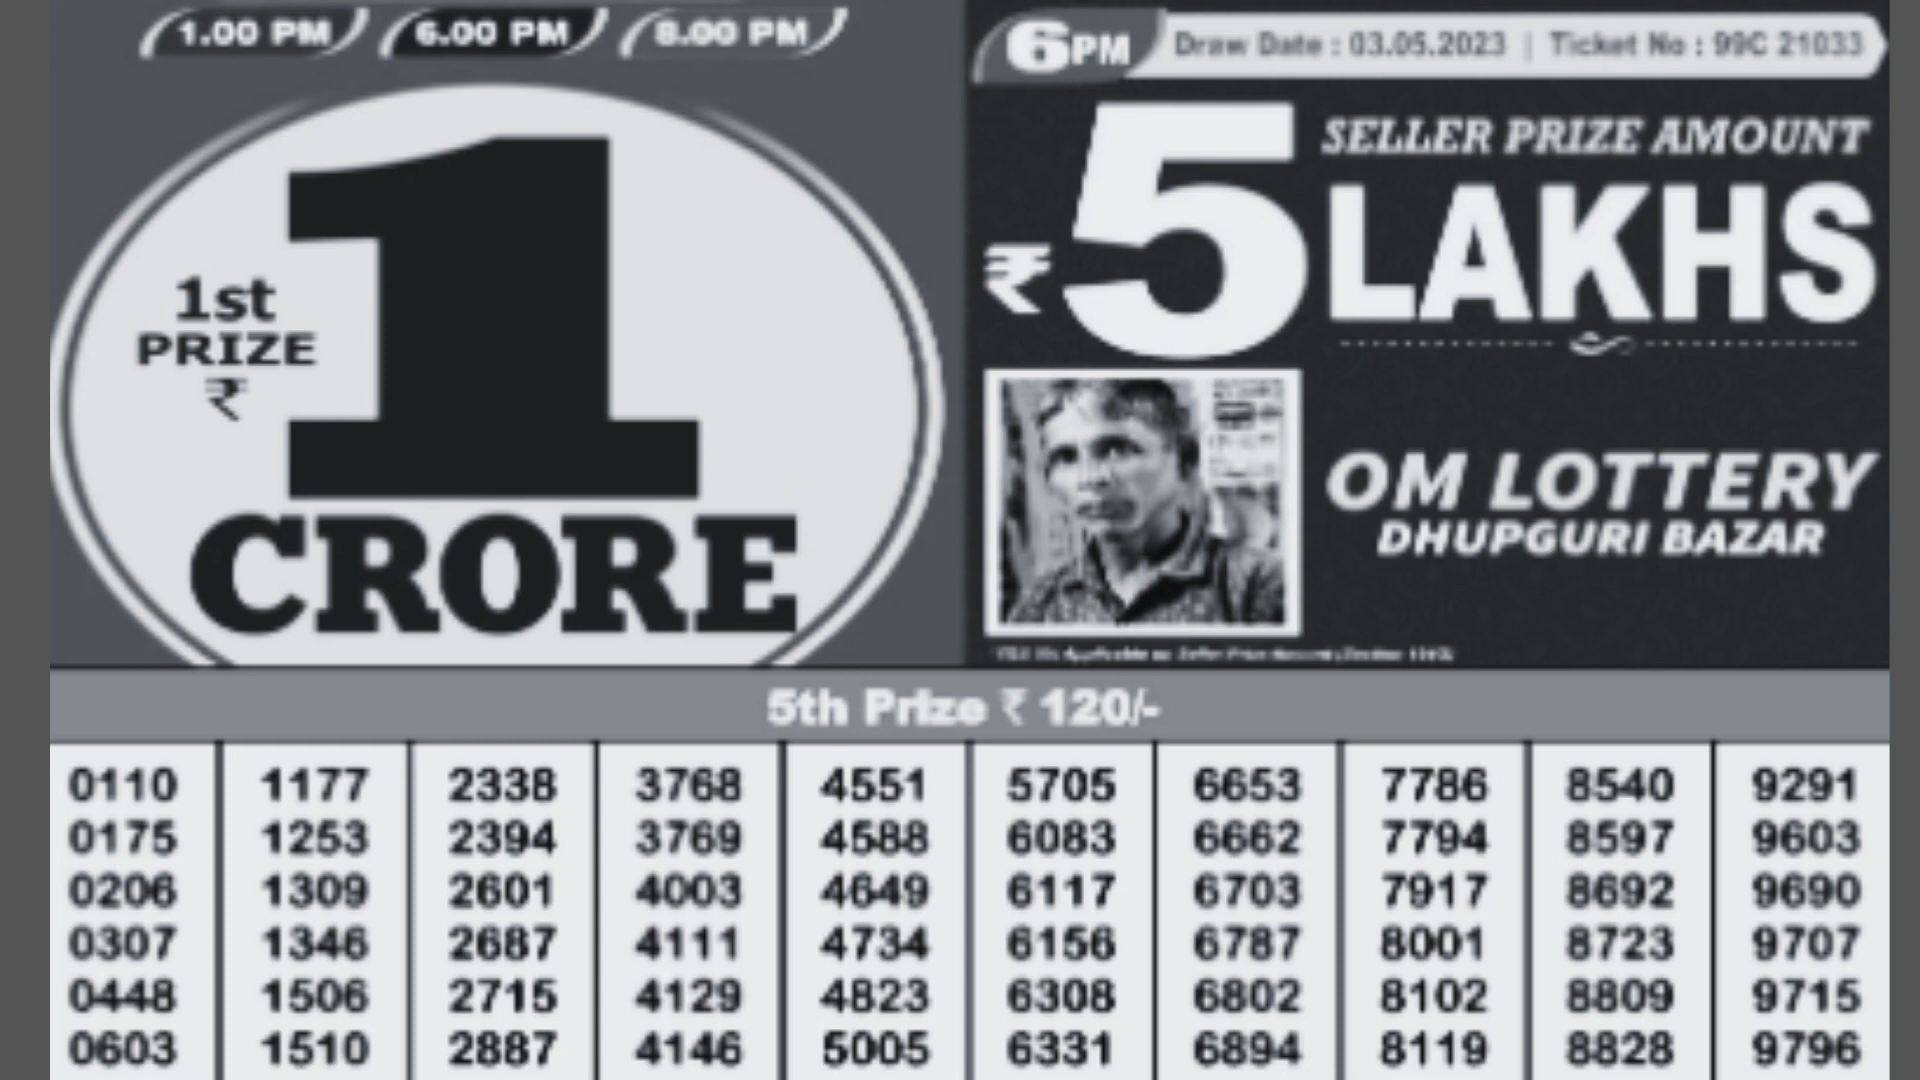 1.00 PM 6.00 PM 8.00 PM
6PM Draw Date : 03.05.2023 | Ticket No : 99C 21033
1st
PRIZE
₹
1
CRORE
SELLER PRIZE AMOUNT
₹5 LAKHS
OM LOTTERY
DHUPGURI BAZAR
5th Prize ₹ 120/-
0110 1177 2338 3768 4551 5705 6653 7786 8540 9291
0175 1253 2394 3769 4588 6083 6662 7794 8597 9603
0206 1309 2601 4003 4649 6117 6703 7917 8692 9690
0307 1346 2687 4111 4734 6156 6787 8001 8723 9707
0448 1506 2715 4129 4823 6308 6802 8102 8809 9715
0603 1510 2887 4146 5005 6331 6894 8119 8828 9796